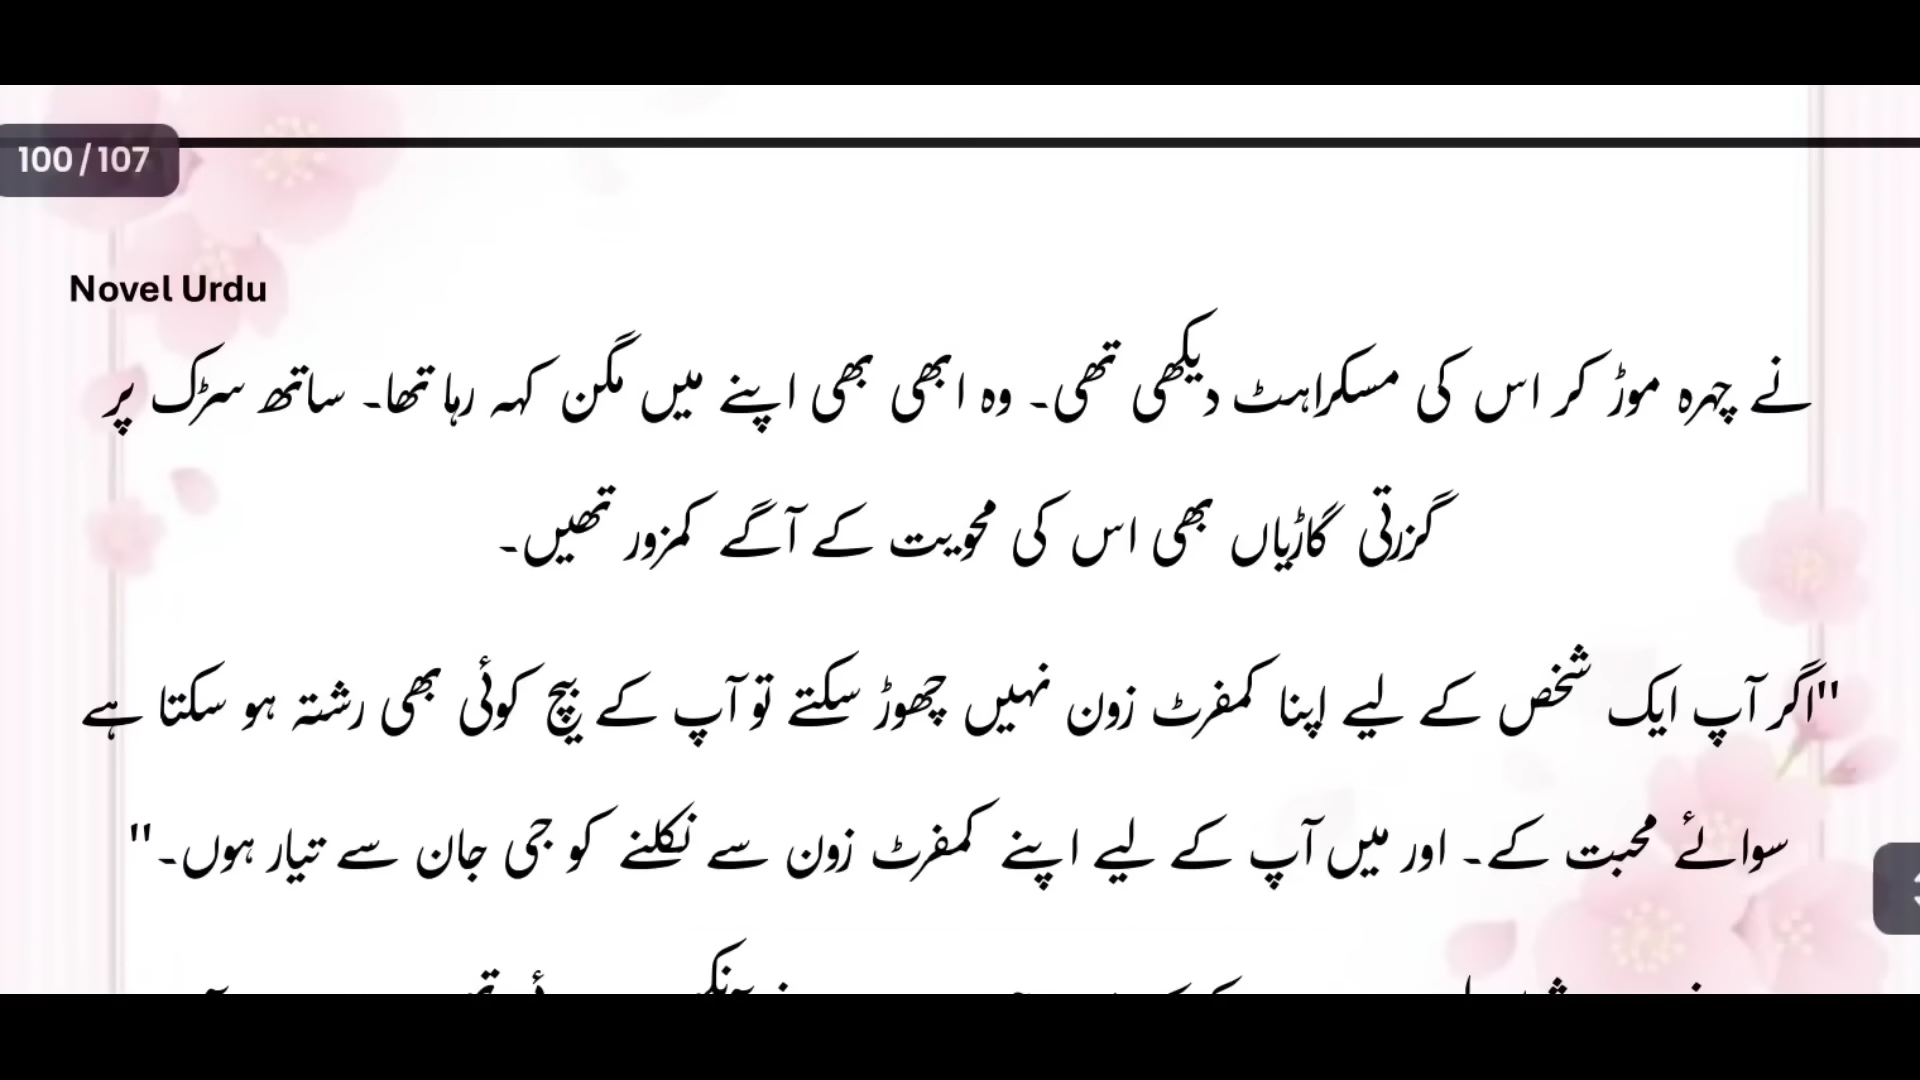 100/107
Novel Urdu
نے چہرہ موڑ کر اس کی مسکراہٹ دیکھی تھی۔ وہ ابھی بھی اپنے میں مگن کہہ رہا تھا۔ ساتھ سڑک پر
گزرتی گاڑیاں بھی اس کی محویت کے آگے کمزور تھیں۔
"اگر آپ ایک شخص کے لیے اپنا کمفرٹ زون نہیں چھوڑ سکتے تو آپ کے بیچ کوئی بھی رشتہ ہو سکتا ہے
سوائے محبت کے۔ اور میں آپ کے لیے اپنے کمفرٹ زون سے نکلنے کو جی جان سے تیار ہوں۔"